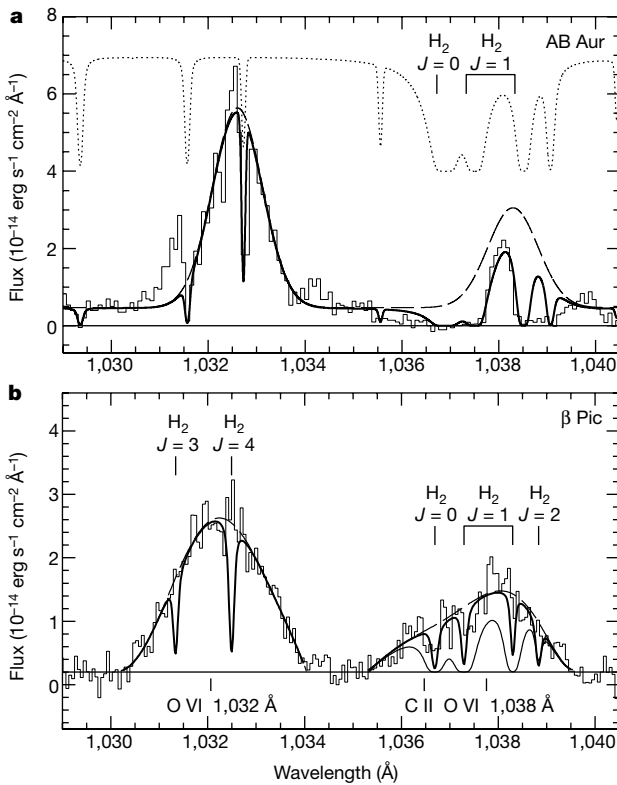 a
H2 H2 AB Aur
J = 0 J = 1
8
6
4
2
0
Flux (10–14 erg s–1 cm–2 Å–1)
1,030 1,032 1,034 1,036 1,038 1,040
b
β Pic
H2 H2
J = 3 J = 4
H2 H2 H2
J = 0 J = 1 J = 2
4
3
2
1
0
Flux (10–14 erg s–1 cm–2 Å–1)
O VI 1,032 Å C II O VI 1,038 Å
1,030 1,032 1,034 1,036 1,038 1,040
Wavelength (Å)